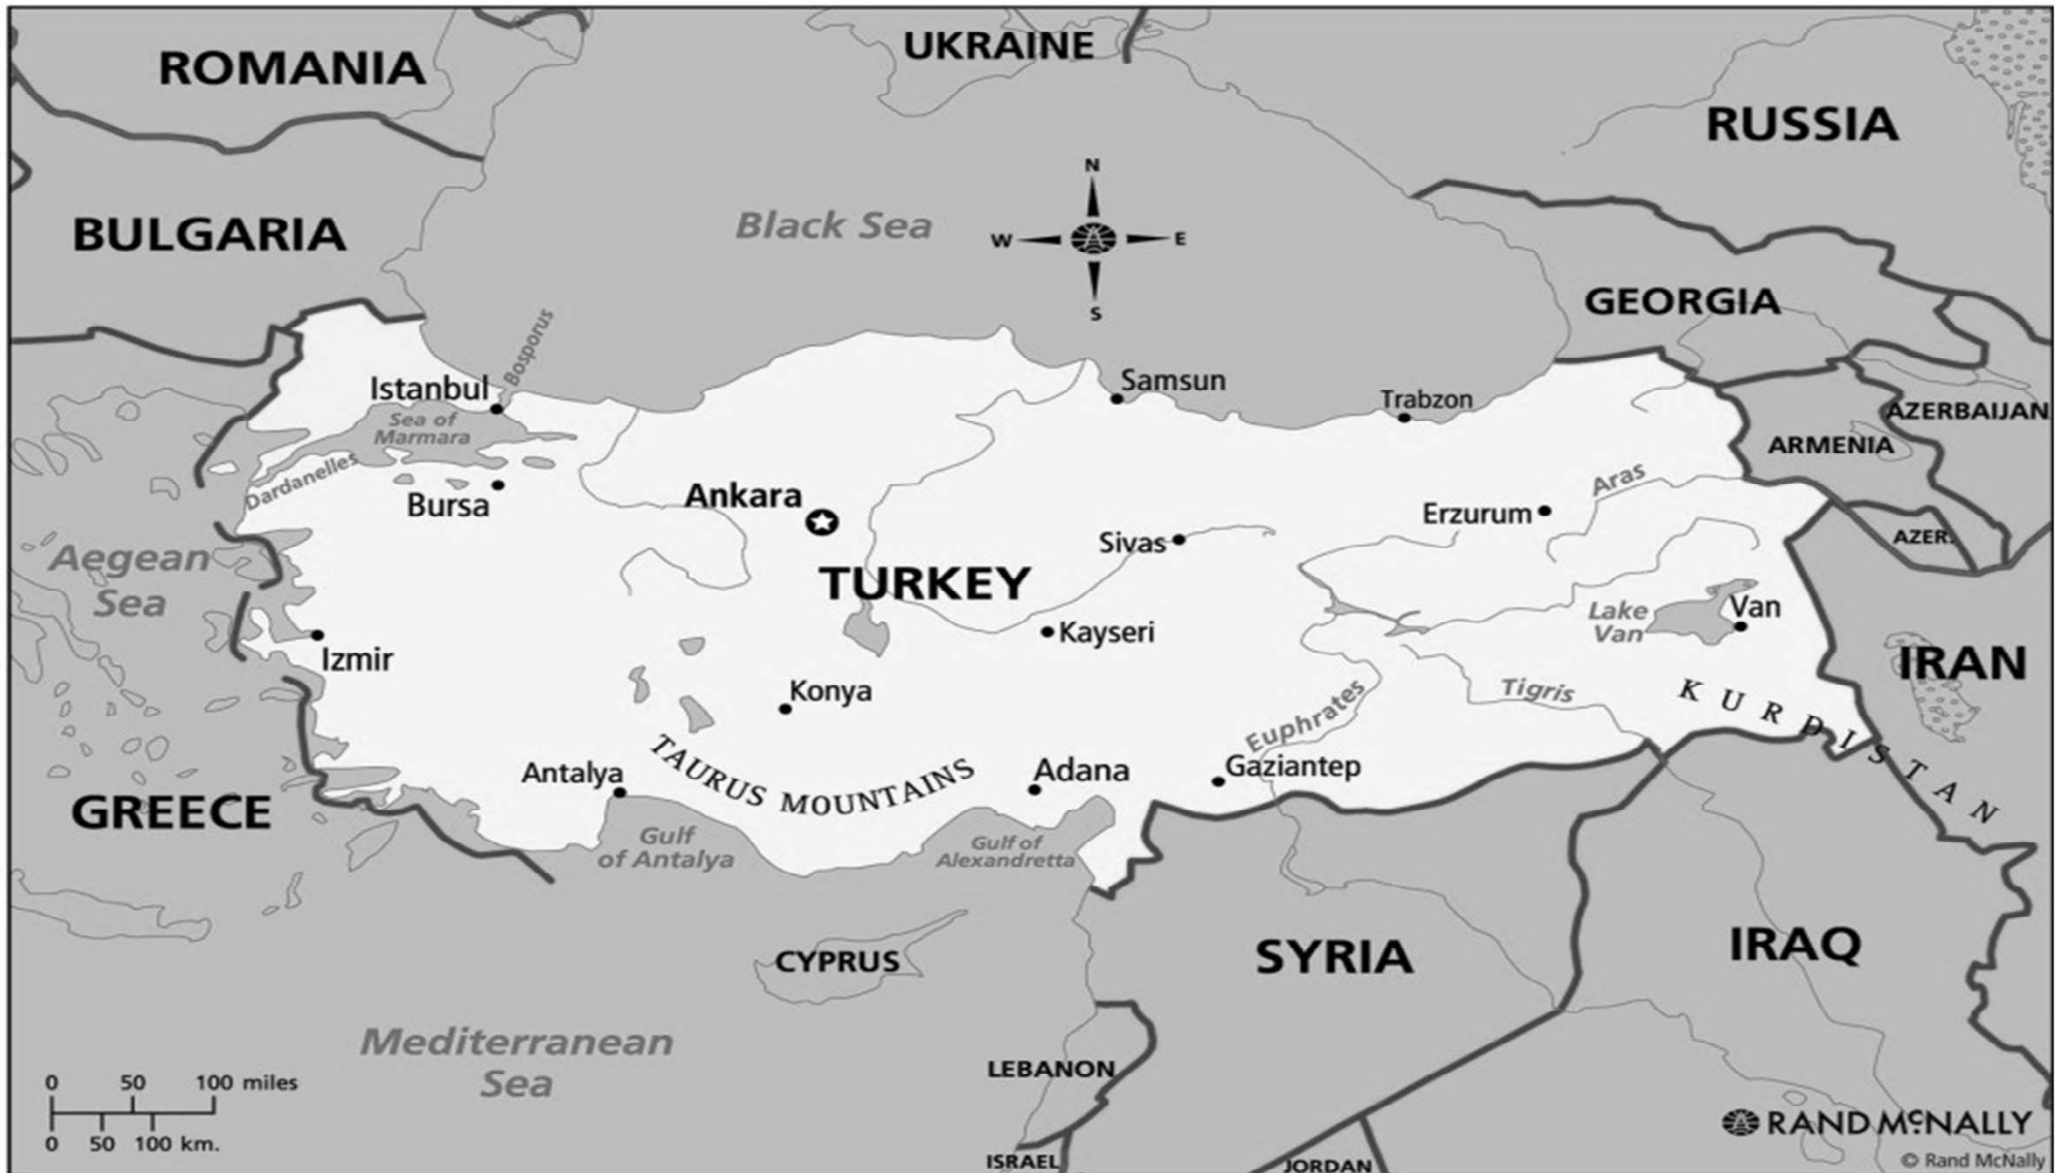 ROMANIA
UKRAINE
RUSSIA
BULGARIA
Black Sea
N
W
E
S
GEORGIA
Bosporus
Istanbul
Sea of
Marmara
Dardanelles
Bursa
Samsun
Trabzon
AZERBAIJAN
ARMENIA
Ankara
Aras
Erzurum
Sivas
AZER.
Aegean
Sea
TURKEY
Lake
Van
Van
Kayseri
Izmir
IRAN
Konya
Tigris
KURDISTAN
Euphrates
TAURUS MOUNTAINS
Antalya
Adana
Gaziantep
GREECE
Gulf
of Antalya
Gulf of
Alexandretta
CYPRUS
SYRIA
IRAQ
Mediterranean
Sea
LEBANON
0 50 100 miles
0 50 100 km.
RAND McNALLY
ISRAEL
JORDAN
© Rand McNally